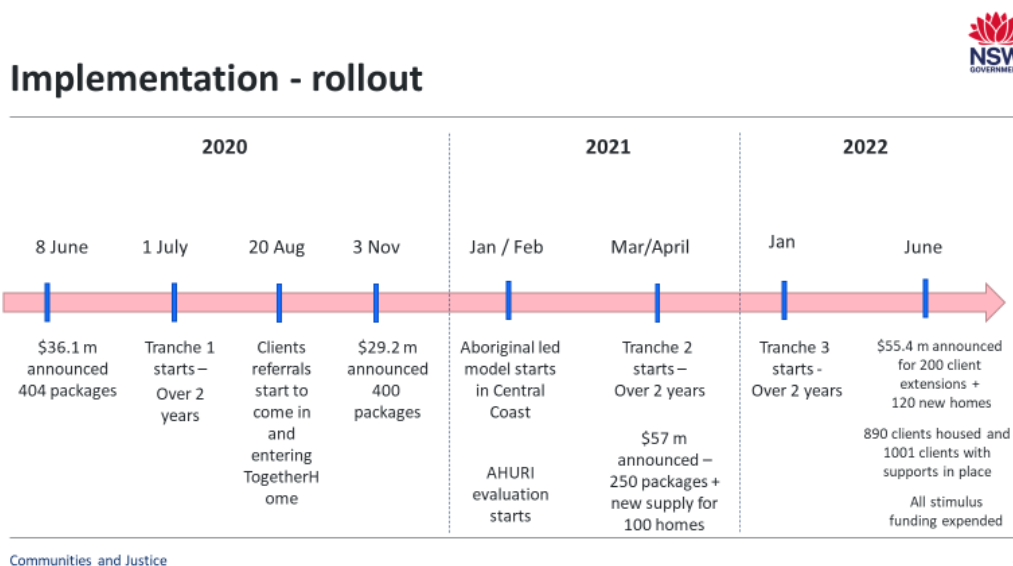 NSW
GOVERNMENT
Implementation - rollout
2020
2021
2022
8 June
1 July
20 Aug
3 Nov
Jan / Feb
Mar/April
Jan
June
$36.1 m
announced
404 packages
Tranche 1
starts –
Over 2
years
Clients
referrals
start to
come in
and
entering
TogetherH
ome
$29.2 m
announced
400
packages
Aboriginal led
model starts
in Central
Coast
AHURI
evaluation
starts
Tranche 2
starts –
Over 2 years
$57 m
announced –
250 packages +
new supply for
100 homes
Tranche 3
starts -
Over 2 years
$55.4 m announced
for 200 client
extensions +
120 new homes
890 clients housed and
1001 clients with
supports in place
All stimulus
funding expended
Communities and Justice